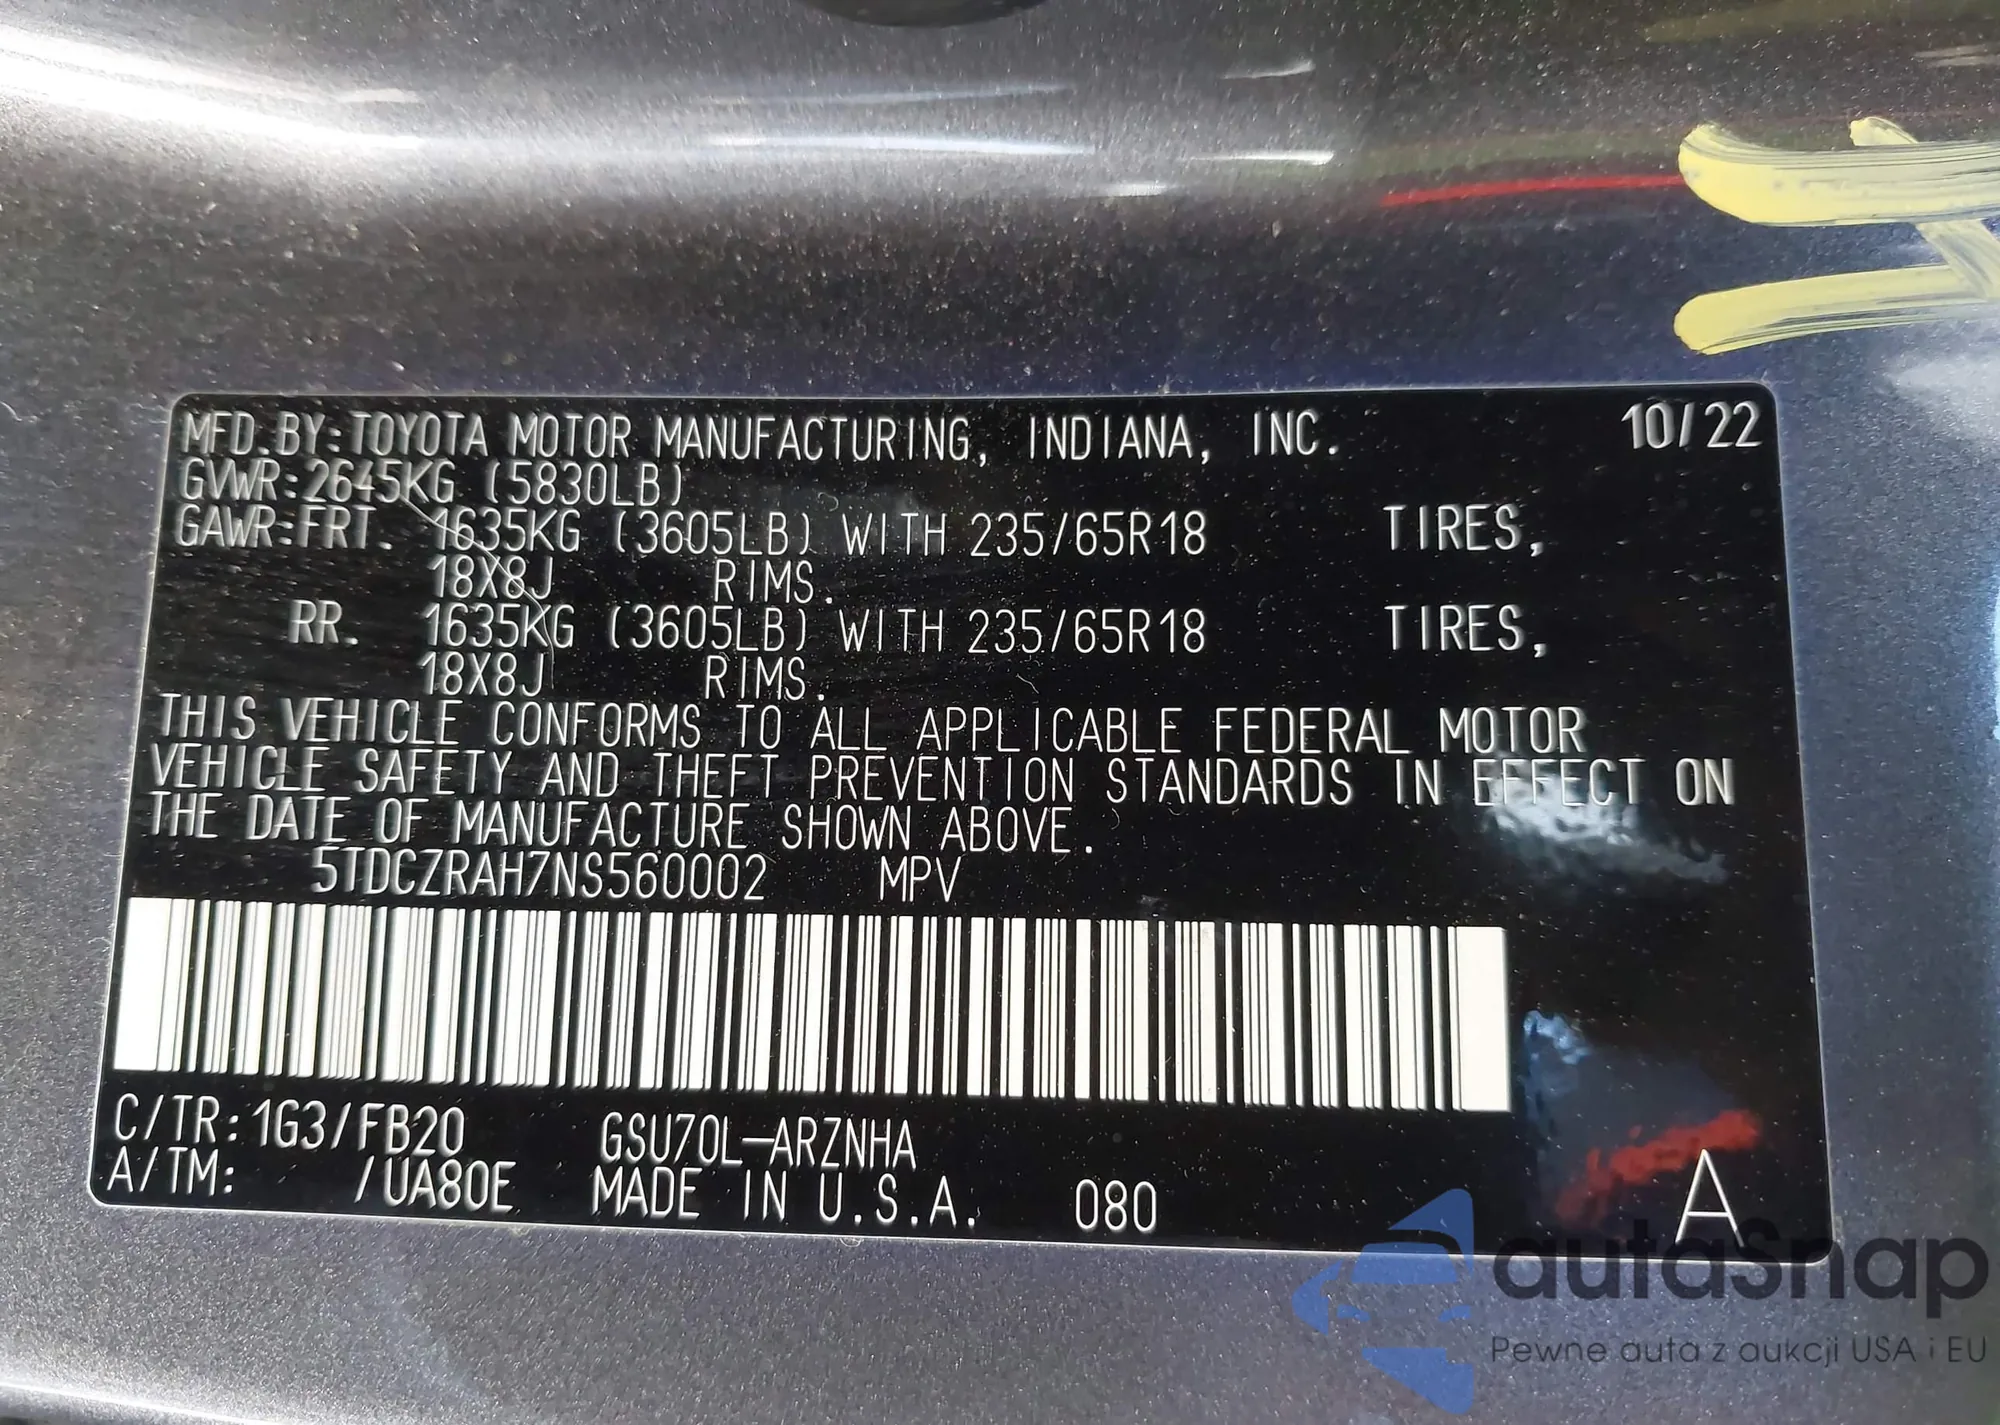 MFD.BY:TOYOTA MOTOR MANUFACTURING, INDIANA, INC. 10/22
GVWR:2645KG (5830LB)
GAWR:FRT. 1635KG (3605LB) WITH 235/65R18 TIRES,
18X8J RIMS.
RR. 1635KG (3605LB) WITH 235/65R18 TIRES,
18X8J RIMS.
THIS VEHICLE CONFORMS TO ALL APPLICABLE FEDERAL MOTOR
VEHICLE SAFETY AND THEFT PREVENTION STANDARDS IN EFFECT ON
THE DATE OF MANUFACTURE SHOWN ABOVE.
5TDCZRAH7NS560002 MPV
C/TR:1G3/FB20 GSU70L-ARZNHA
A/TM: /UA80E MADE IN U.S.A. 080 A
autasnap
Pewne auta z aukcji USA i EU